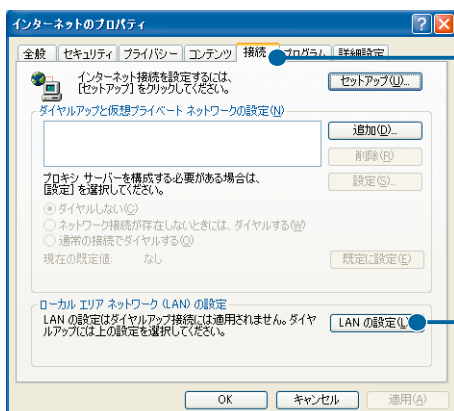 インターネットのプロパティ
全般 セキュリティ プライバシー コンテンツ 接続 プログラム 詳細設定
インターネット接続を設定するには、
[セットアップ] をクリックしてください。
セットアップ(U)...
ダイヤルアップと仮想プライベート ネットワークの設定(N)
追加(D)...
削除(R)
プロキシ サーバーを構成する必要がある場合は、
[設定] を選択してください。
設定(S)...
ダイヤルしない(C)
ネットワーク接続が存在しないときには、ダイヤルする(W)
通常の接続でダイヤルする(O)
現在の既定値: なし
既定に設定(E)
ローカル エリア ネットワーク (LAN) の設定
LAN の設定はダイヤルアップ接続には適用されません。ダイヤ
ルアップには上の設定を選択してください。
LAN の設定(L)
OK キャンセル 適用(A)